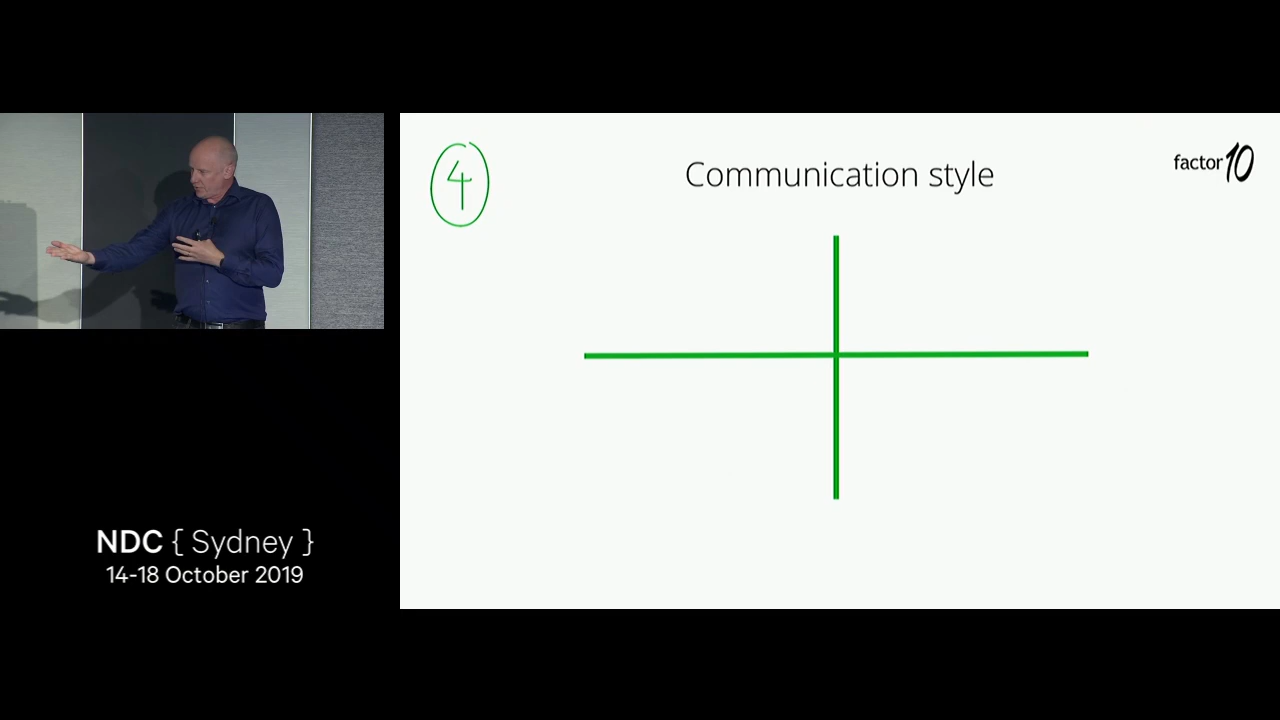 4
Communication style
factor10
NDC { Sydney }
14-18 October 2019